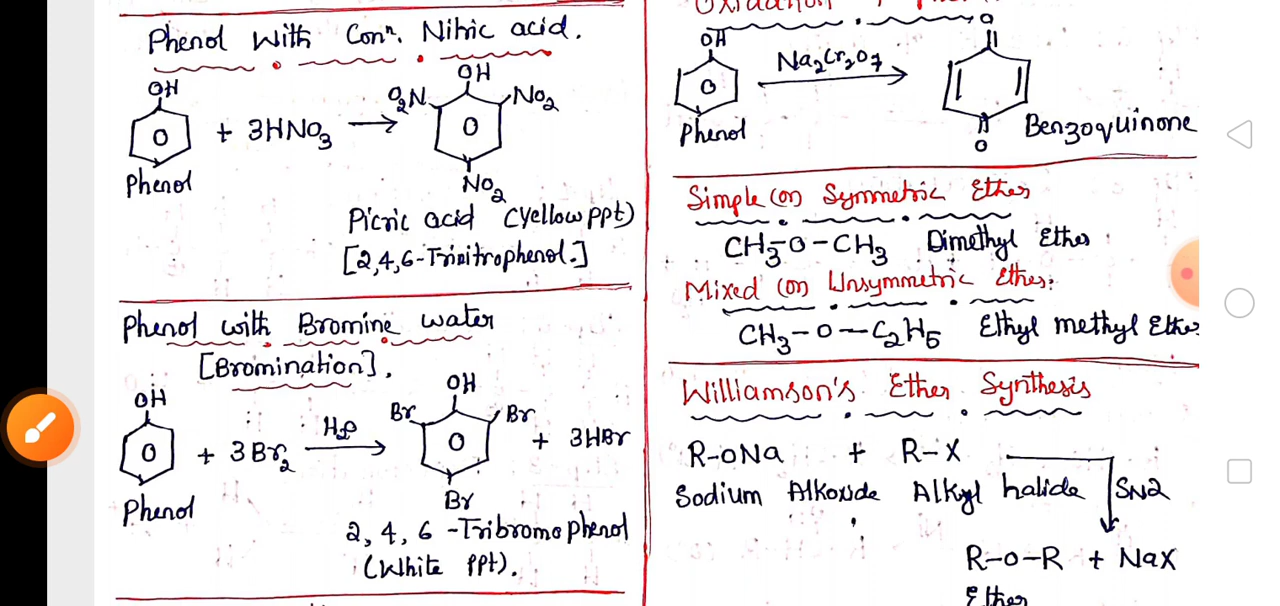 Phenol With Conⁿ. Nitric acid.
OH
+ 3HNO₃ →
Phenol
OH
O₂N
NO₂
NO₂
Picric acid (Yellow ppt)
[2,4,6-Trinitrophenol.]
Phenol with Bromine water
[Bromination].
OH
+ 3Br₂
H₂O
Phenol
OH
Br
Br
Br
+ 3HBr
2, 4, 6 -Tribromo phenol
(White ppt).
OH
Na₂Cr₂O₇
Phenol
O
O
Benzoquinone
Simple (or) Symmetric Ether
CH₃-O-CH₃ Dimethyl Ether
Mixed (or) Unsymmetric Ether:
CH₃-O-C₂H₅ Ethyl methyl Ether
Williamson's Ether Synthesis
R-ONa + R-X
Sodium Alkoxide Alkyl halide
SN2
R-O-R + NaX
Ether